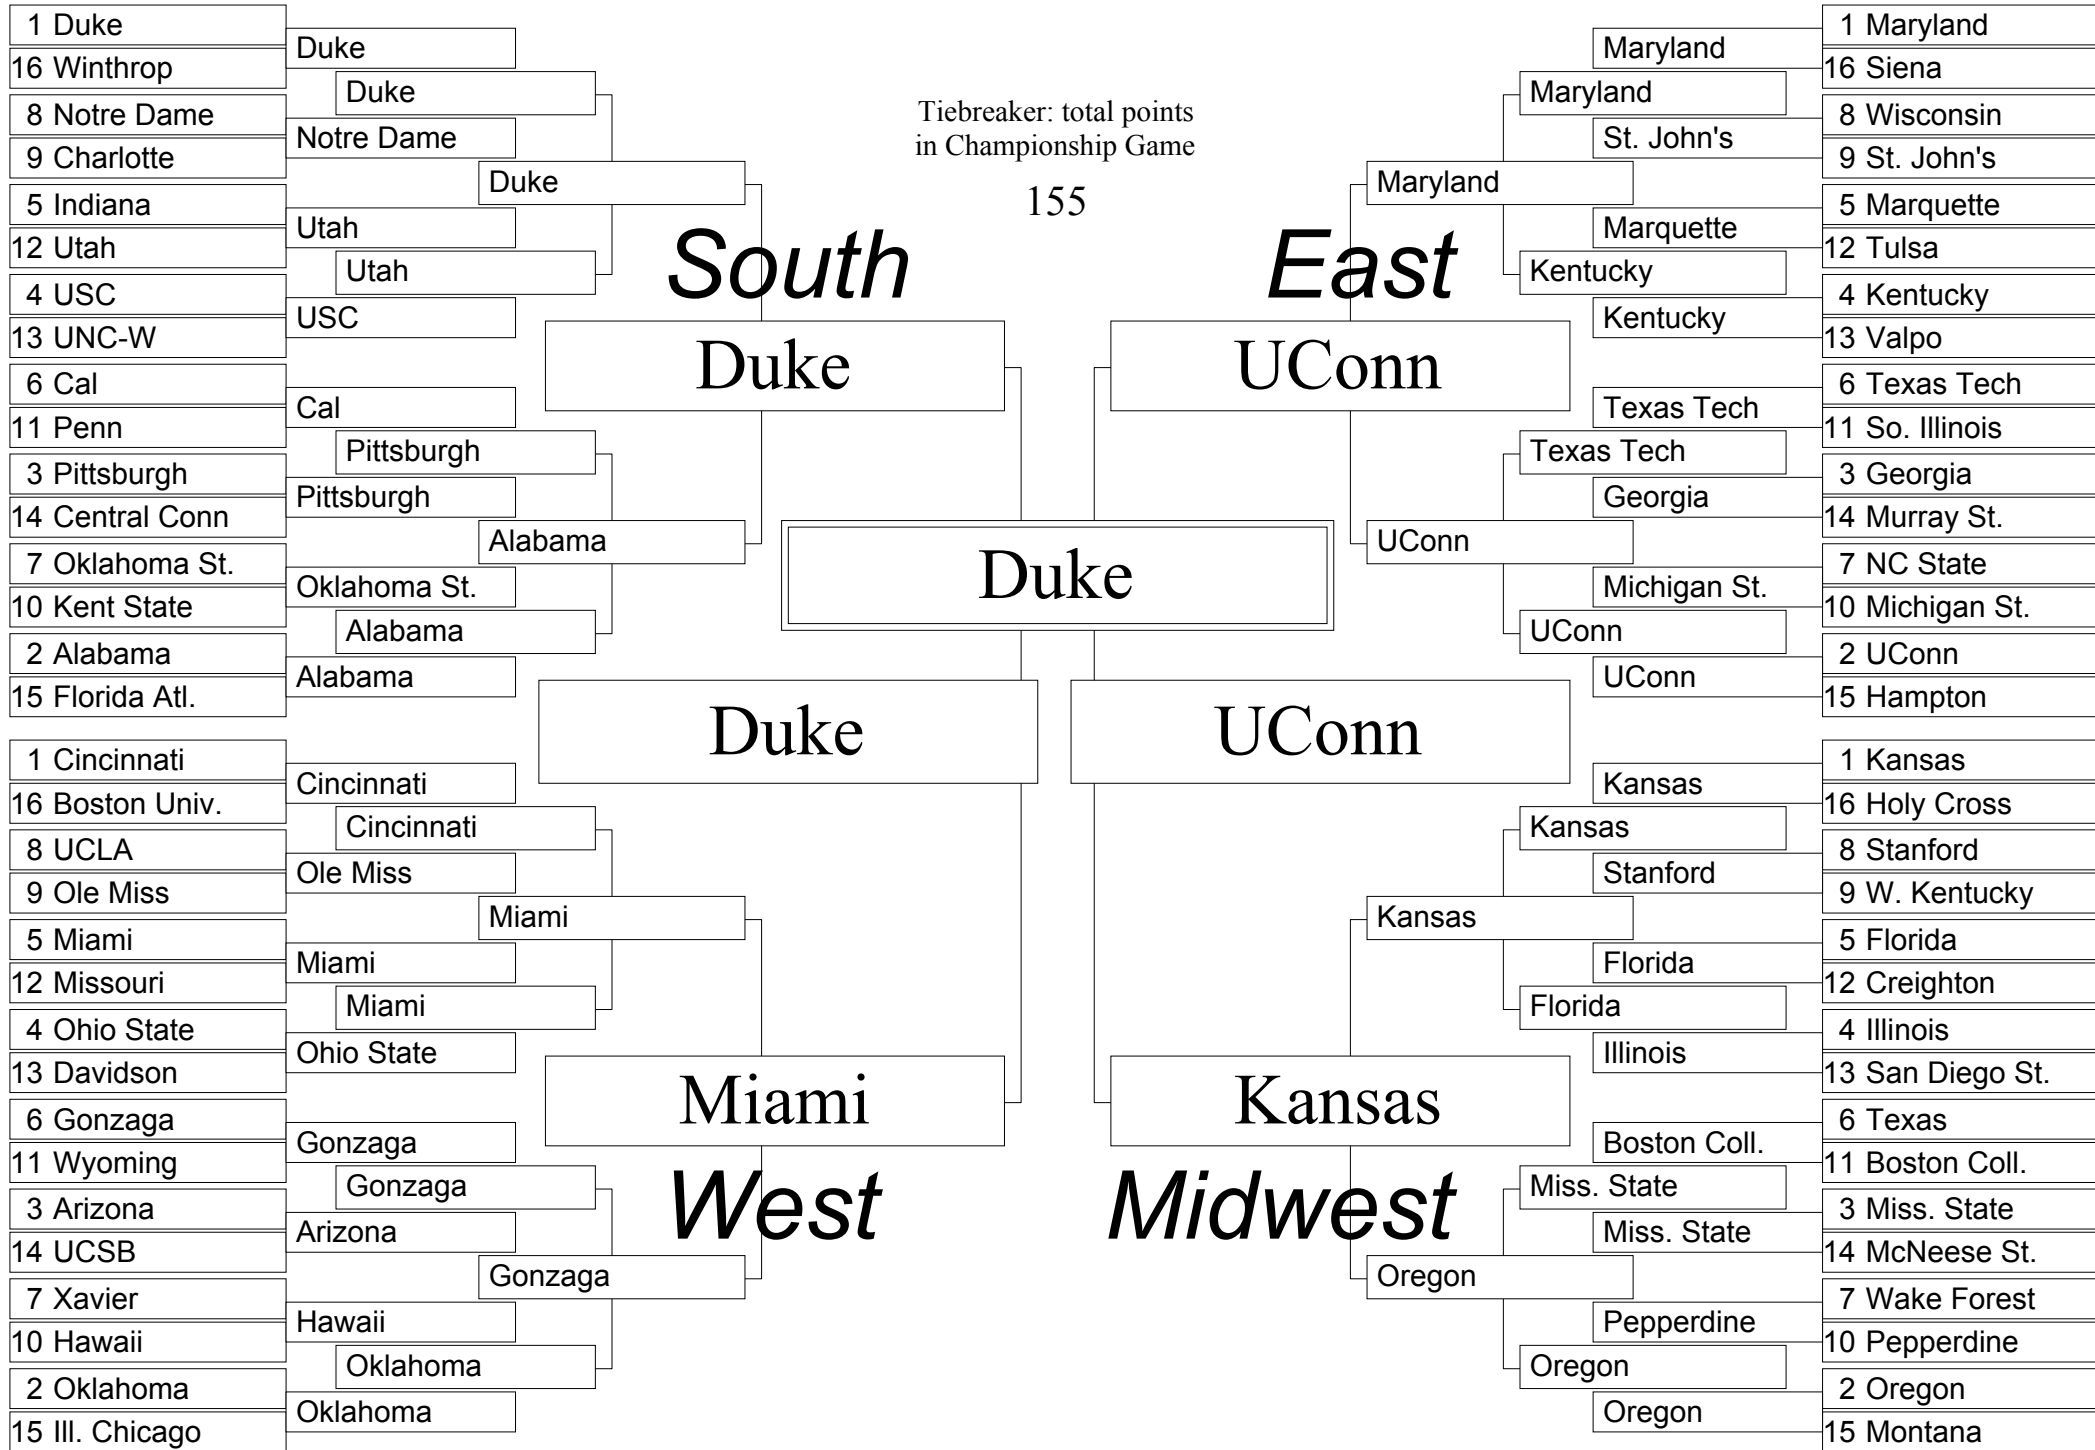 1 Duke
16 Winthrop
8 Notre Dame
9 Charlotte
5 Indiana
12 Utah
4 USC
13 UNC-W
6 Cal
11 Penn
3 Pittsburgh
14 Central Conn
7 Oklahoma St.
10 Kent State
2 Alabama
15 Florida Atl.
Duke
Notre Dame
Utah
USC
Cal
Pittsburgh
Oklahoma St.
Alabama
Duke
Utah
Pittsburgh
Alabama
Duke
Alabama
South
Duke
1 Cincinnati
16 Boston Univ.
8 UCLA
9 Ole Miss
5 Miami
12 Missouri
4 Ohio State
13 Davidson
6 Gonzaga
11 Wyoming
3 Arizona
14 UCSB
7 Xavier
10 Hawaii
2 Oklahoma
15 Ill. Chicago
Cincinnati
Ole Miss
Miami
Ohio State
Gonzaga
Arizona
Hawaii
Oklahoma
Cincinnati
Miami
Gonzaga
Oklahoma
Miami
Gonzaga
Miami
West
Tiebreaker: total points
in Championship Game
155
Duke
Duke
UConn
East
UConn
Maryland
UConn
Maryland
Kentucky
Texas Tech
UConn
Maryland
St. John's
Marquette
Kentucky
Texas Tech
Georgia
Michigan St.
UConn
1 Maryland
16 Siena
8 Wisconsin
9 St. John's
5 Marquette
12 Tulsa
4 Kentucky
13 Valpo
6 Texas Tech
11 So. Illinois
3 Georgia
14 Murray St.
7 NC State
10 Michigan St.
2 UConn
15 Hampton
Kansas
Midwest
Kansas
Oregon
Kansas
Florida
Miss. State
Oregon
Kansas
Stanford
Florida
Illinois
Boston Coll.
Miss. State
Pepperdine
Oregon
1 Kansas
16 Holy Cross
8 Stanford
9 W. Kentucky
5 Florida
12 Creighton
4 Illinois
13 San Diego St.
6 Texas
11 Boston Coll.
3 Miss. State
14 McNeese St.
7 Wake Forest
10 Pepperdine
2 Oregon
15 Montana